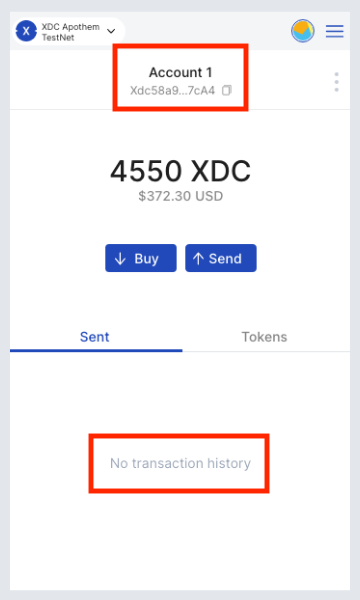 X
XDC Apothem
TestNet
Account 1
Xdc58a9...7cA4
4550 XDC
$372.30 USD
Buy
Send
Sent
Tokens
No transaction history